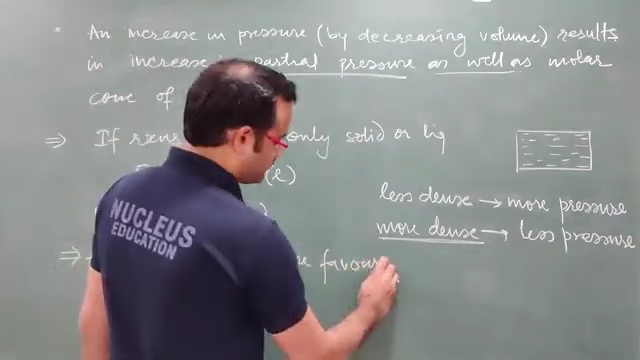 * An increase in pressure (by decreasing volume) results
in increase in partial pressure as well as molar
conc of
⇒ If rxns only solid or liq
(l)
less dense → more pressure
more dense → less pressure
⇒ favour
NUCLEUS
EDUCATION